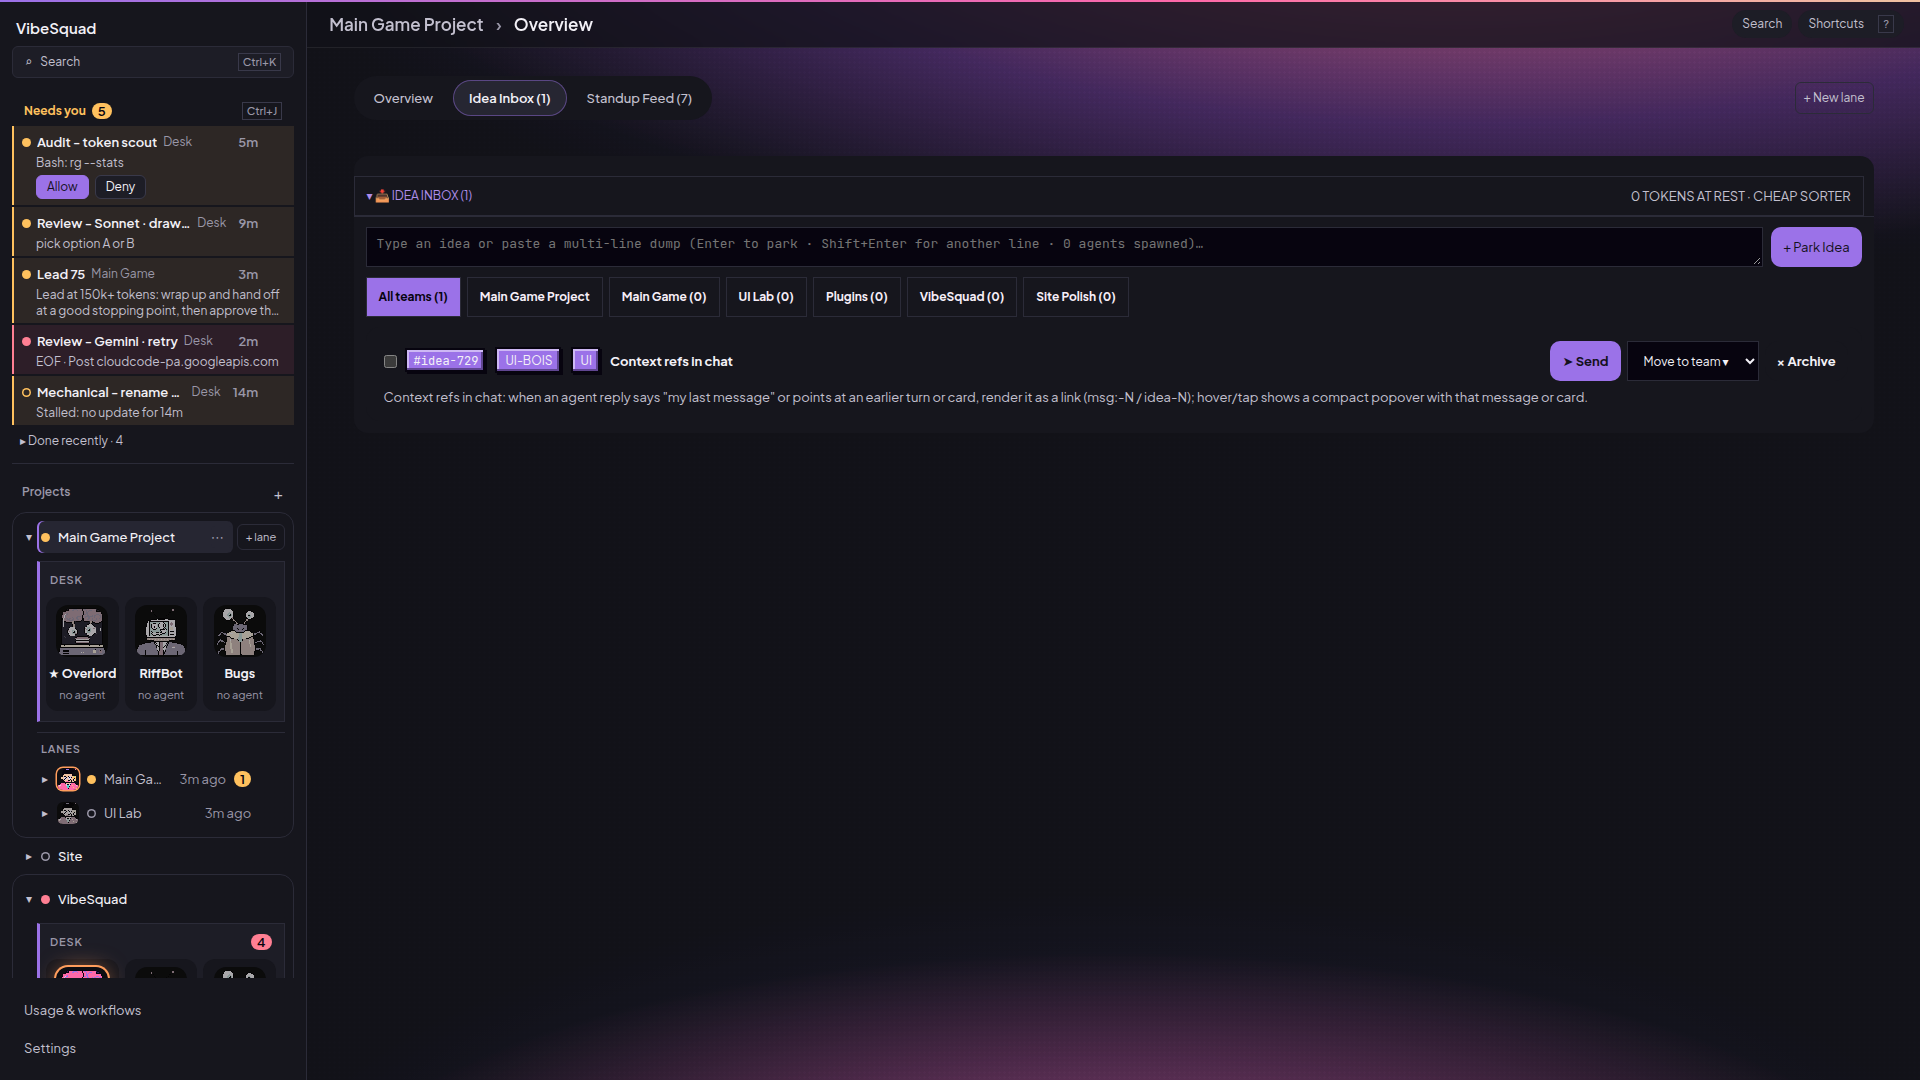 VibeSquad
Search Ctrl+K
Needs you 5 Ctrl+J
Audit – token scout Desk 5m
Bash: rg --stats
Allow Deny
Review – Sonnet · draw… Desk 9m
pick option A or B
Lead 75 Main Game 3m
Lead at 150k+ tokens: wrap up and hand off
at a good stopping point, then approve th…
Review – Gemini · retry Desk 2m
EOF · Post cloudcode-pa.googleapis.com
Mechanical – rename … Desk 14m
Stalled: no update for 14m
▸ Done recently · 4
Projects +
▾ Main Game Project ⋯ + lane
DESK
★ Overlord RiffBot Bugs
no agent no agent no agent
LANES
▸ Main Ga… 3m ago 1
▸ UI Lab 3m ago
▸ Site
▾ VibeSquad
DESK 4
Usage & workflows
Settings
Main Game Project › Overview
Search Shortcuts ?
Overview Idea Inbox (1) Standup Feed (7)
+ New lane
▾ 📥 IDEA INBOX (1) 0 TOKENS AT REST · CHEAP SORTER
Type an idea or paste a multi-line dump (Enter to park · Shift+Enter for another line · 0 agents spawned)…
+ Park Idea
All teams (1) Main Game Project Main Game (0) UI Lab (0) Plugins (0) VibeSquad (0) Site Polish (0)
#idea-729 UI-BOIS UI Context refs in chat ➤ Send Move to team ▾ × Archive
Context refs in chat: when an agent reply says "my last message" or points at an earlier turn or card, render it as a link (msg:-N / idea-N); hover/tap shows a compact popover with that message or card.